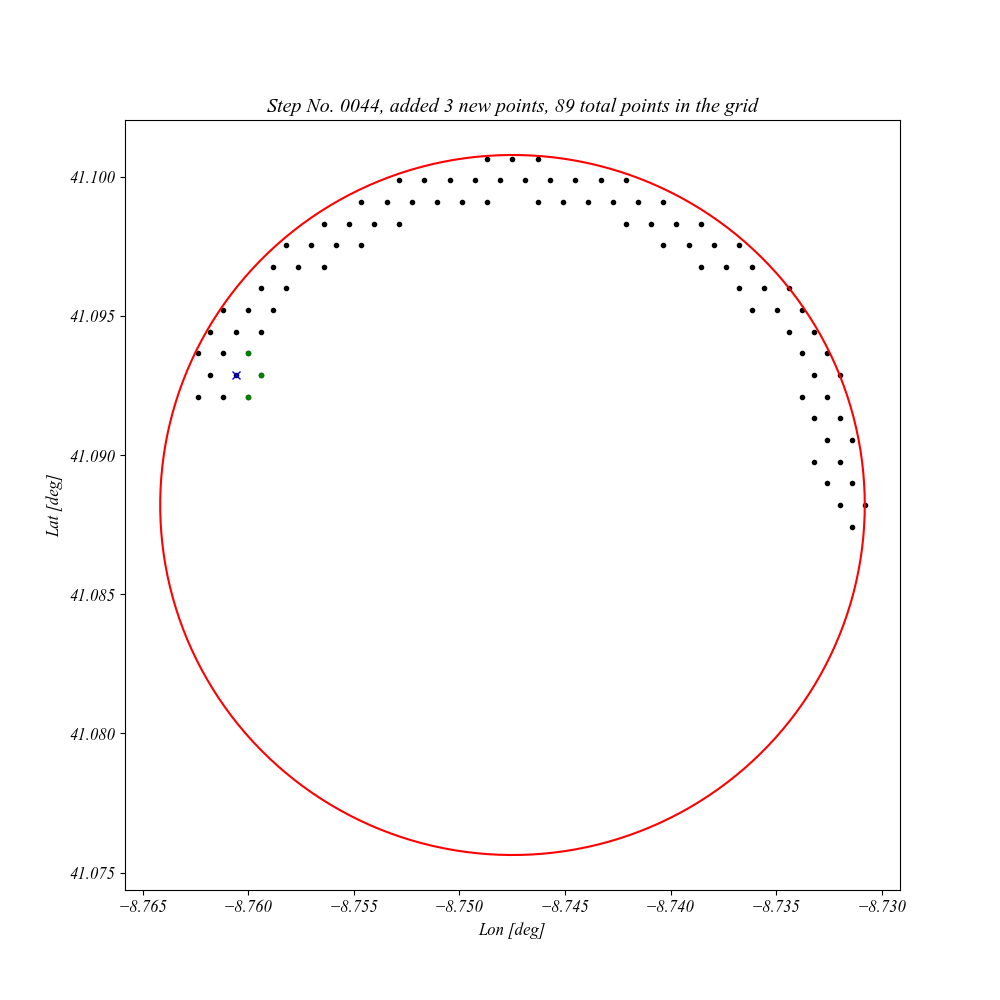 Step No. 0044, added 3 new points, 89 total points in the grid
41.100
41.095
41.090
41.085
41.080
41.075
Lat [deg]
−8.765 −8.760 −8.755 −8.750 −8.745 −8.740 −8.735 −8.730
Lon [deg]